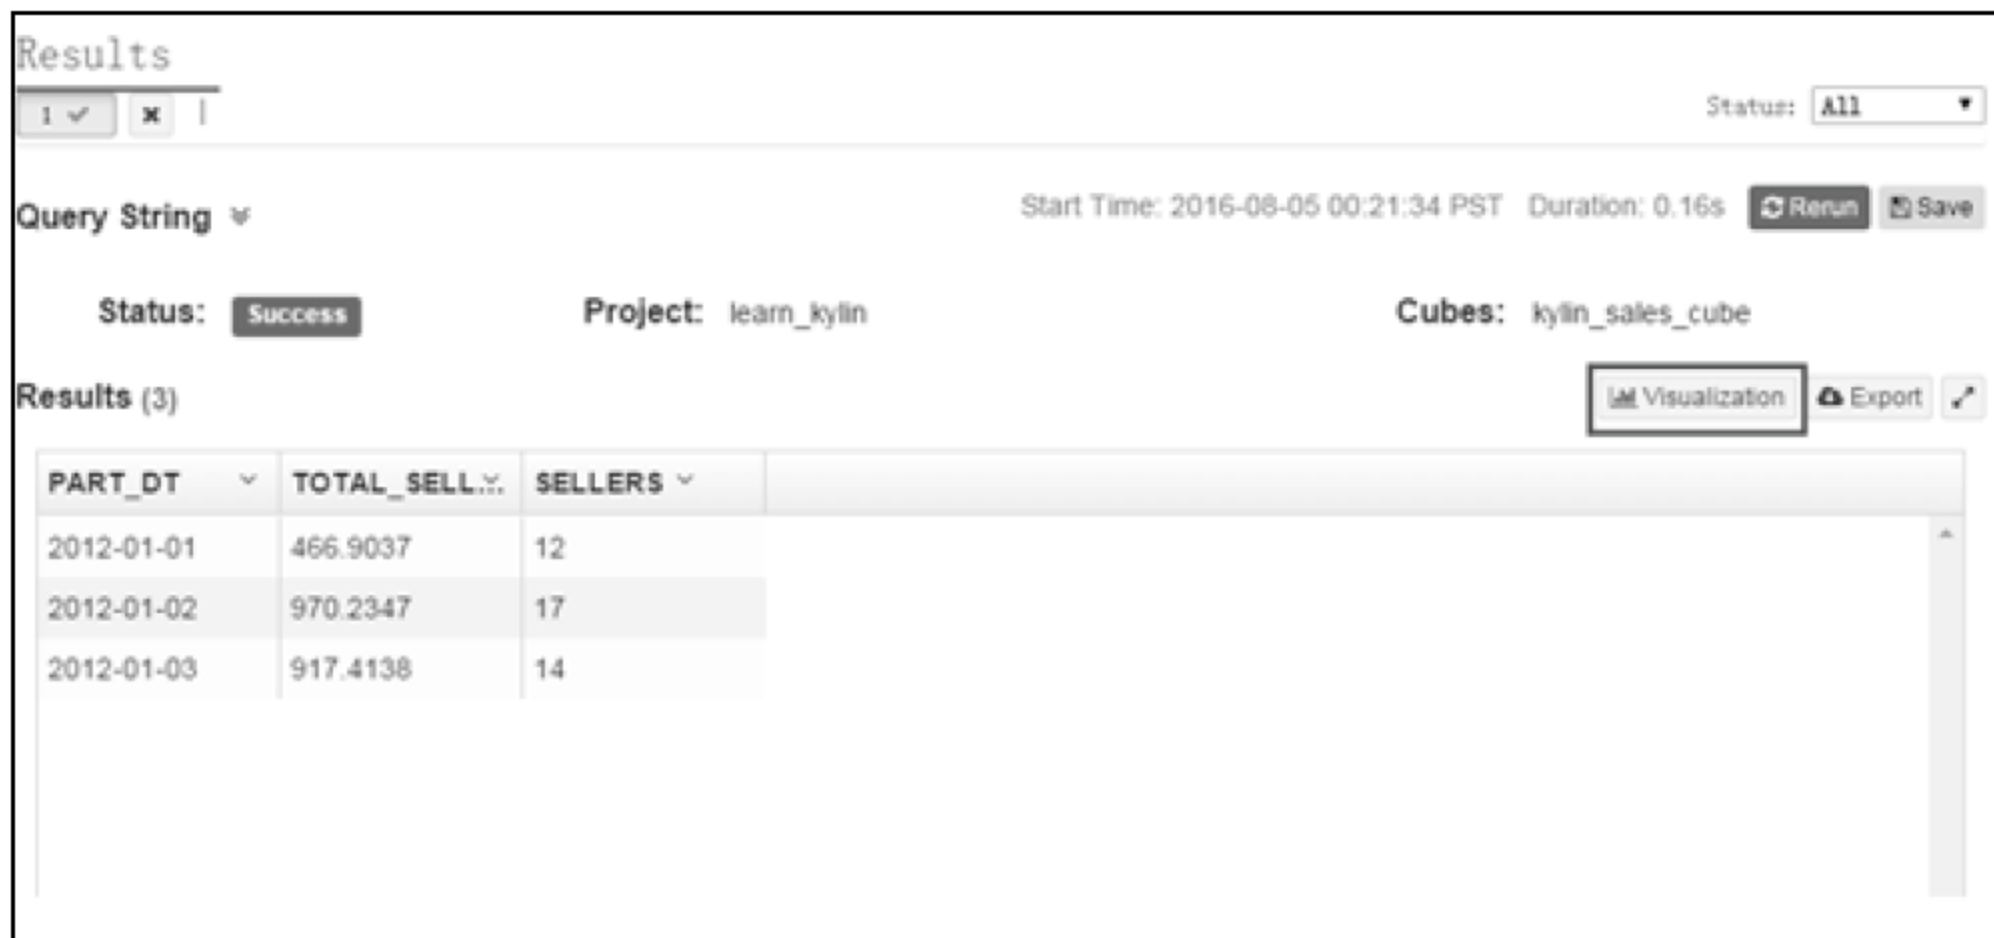 Results
1
Status: All
Query String Start Time: 2016-08-05 00:21:34 PST Duration: 0.16s Rerun Save
Status: Success Project: learn_kylin Cubes: kylin_sales_cube
Results (3) Visualization Export
PART_DT TOTAL_SELL... SELLERS
2012-01-01 466.9037 12
2012-01-02 970.2347 17
2012-01-03 917.4138 14